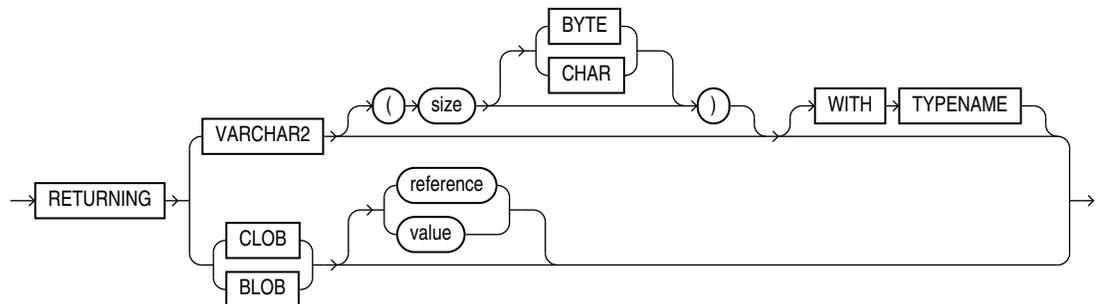 BYTE
CHAR
( size )
WITH TYPENAME
VARCHAR2
reference
RETURNING
value
CLOB
BLOB